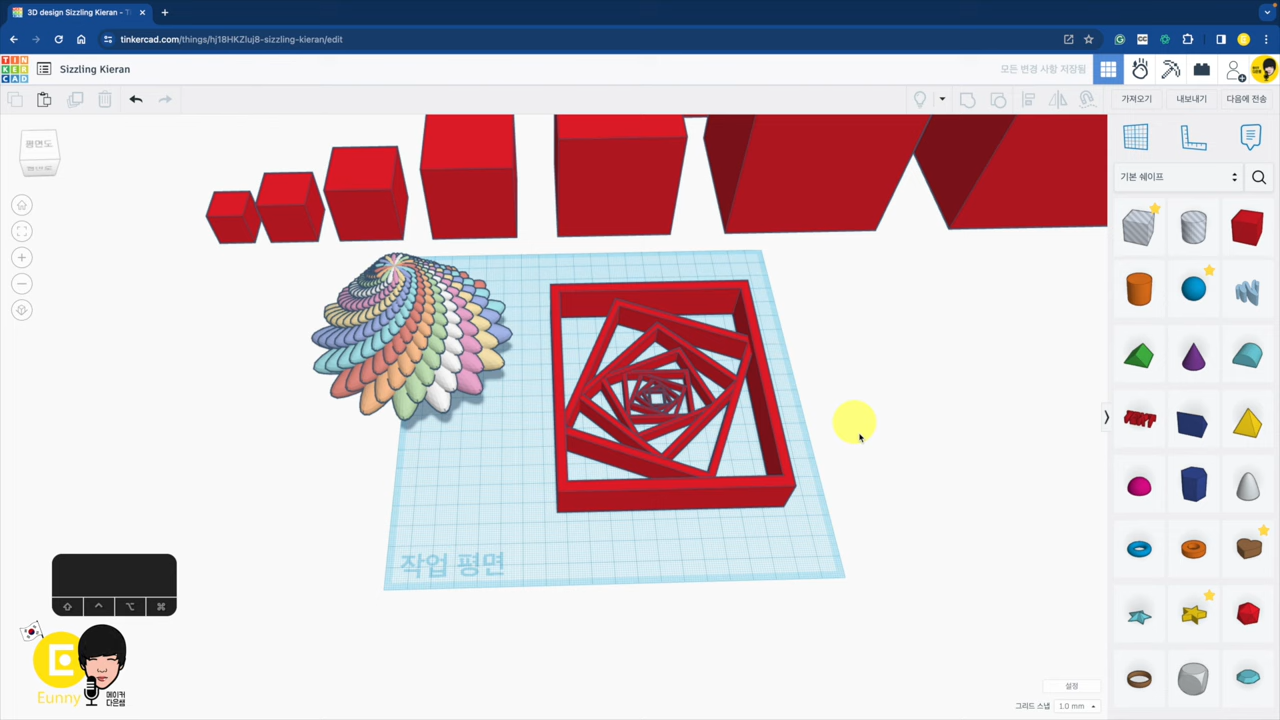 3D design Sizzling Kieran - T
tinkercad.com/things/hj18HKZluj8-sizzling-kieran/edit
TIN
KER
CAD
Sizzling Kieran
모든 변경 사항 저장됨
가져오기
내보내기
다음에 전송
평면도
기본 쉐이프
TEXT
작업 평면
Eunny
메이커
다은쌤
설정
그리드 스냅
1.0 mm